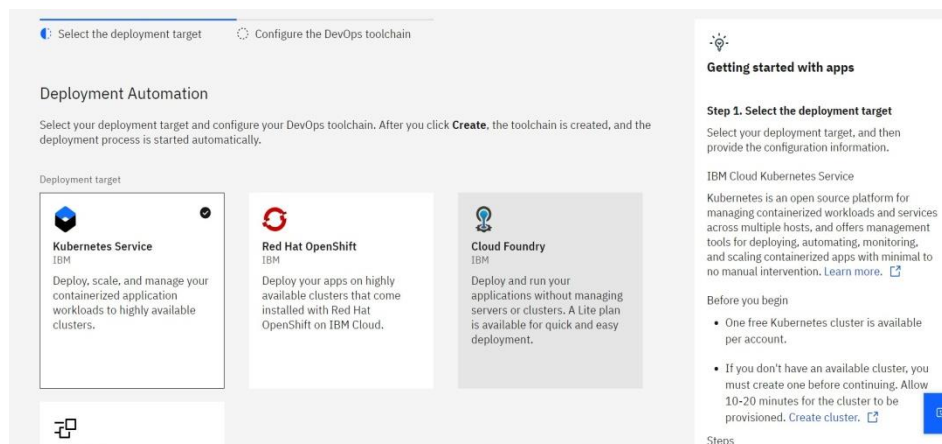 Select the deployment target
Configure the DevOps toolchain
Deployment Automation
Select your deployment target and configure your DevOps toolchain. After you click Create, the toolchain is created, and the
deployment process is started automatically.
Deployment target
Kubernetes Service
IBM
Deploy, scale, and manage your
containerized application
workloads to highly available
clusters.
Red Hat OpenShift
IBM
Deploy your apps on highly
available clusters that come
installed with Red Hat
OpenShift on IBM Cloud.
Cloud Foundry
IBM
Deploy and run your
applications without managing
servers or clusters. A Lite plan
is available for quick and easy
deployment.
Getting started with apps
Step 1. Select the deployment target
Select your deployment target, and then
provide the configuration information.
IBM Cloud Kubernetes Service
Kubernetes is an open source platform for
managing containerized workloads and services
across multiple hosts, and offers management
tools for deploying, automating, monitoring,
and scaling containerized apps with minimal to
no manual intervention. Learn more.
Before you begin
• One free Kubernetes cluster is available
per account.
• If you don't have an available cluster, you
must create one before continuing. Allow
10-20 minutes for the cluster to be
provisioned. Create cluster.
Steps